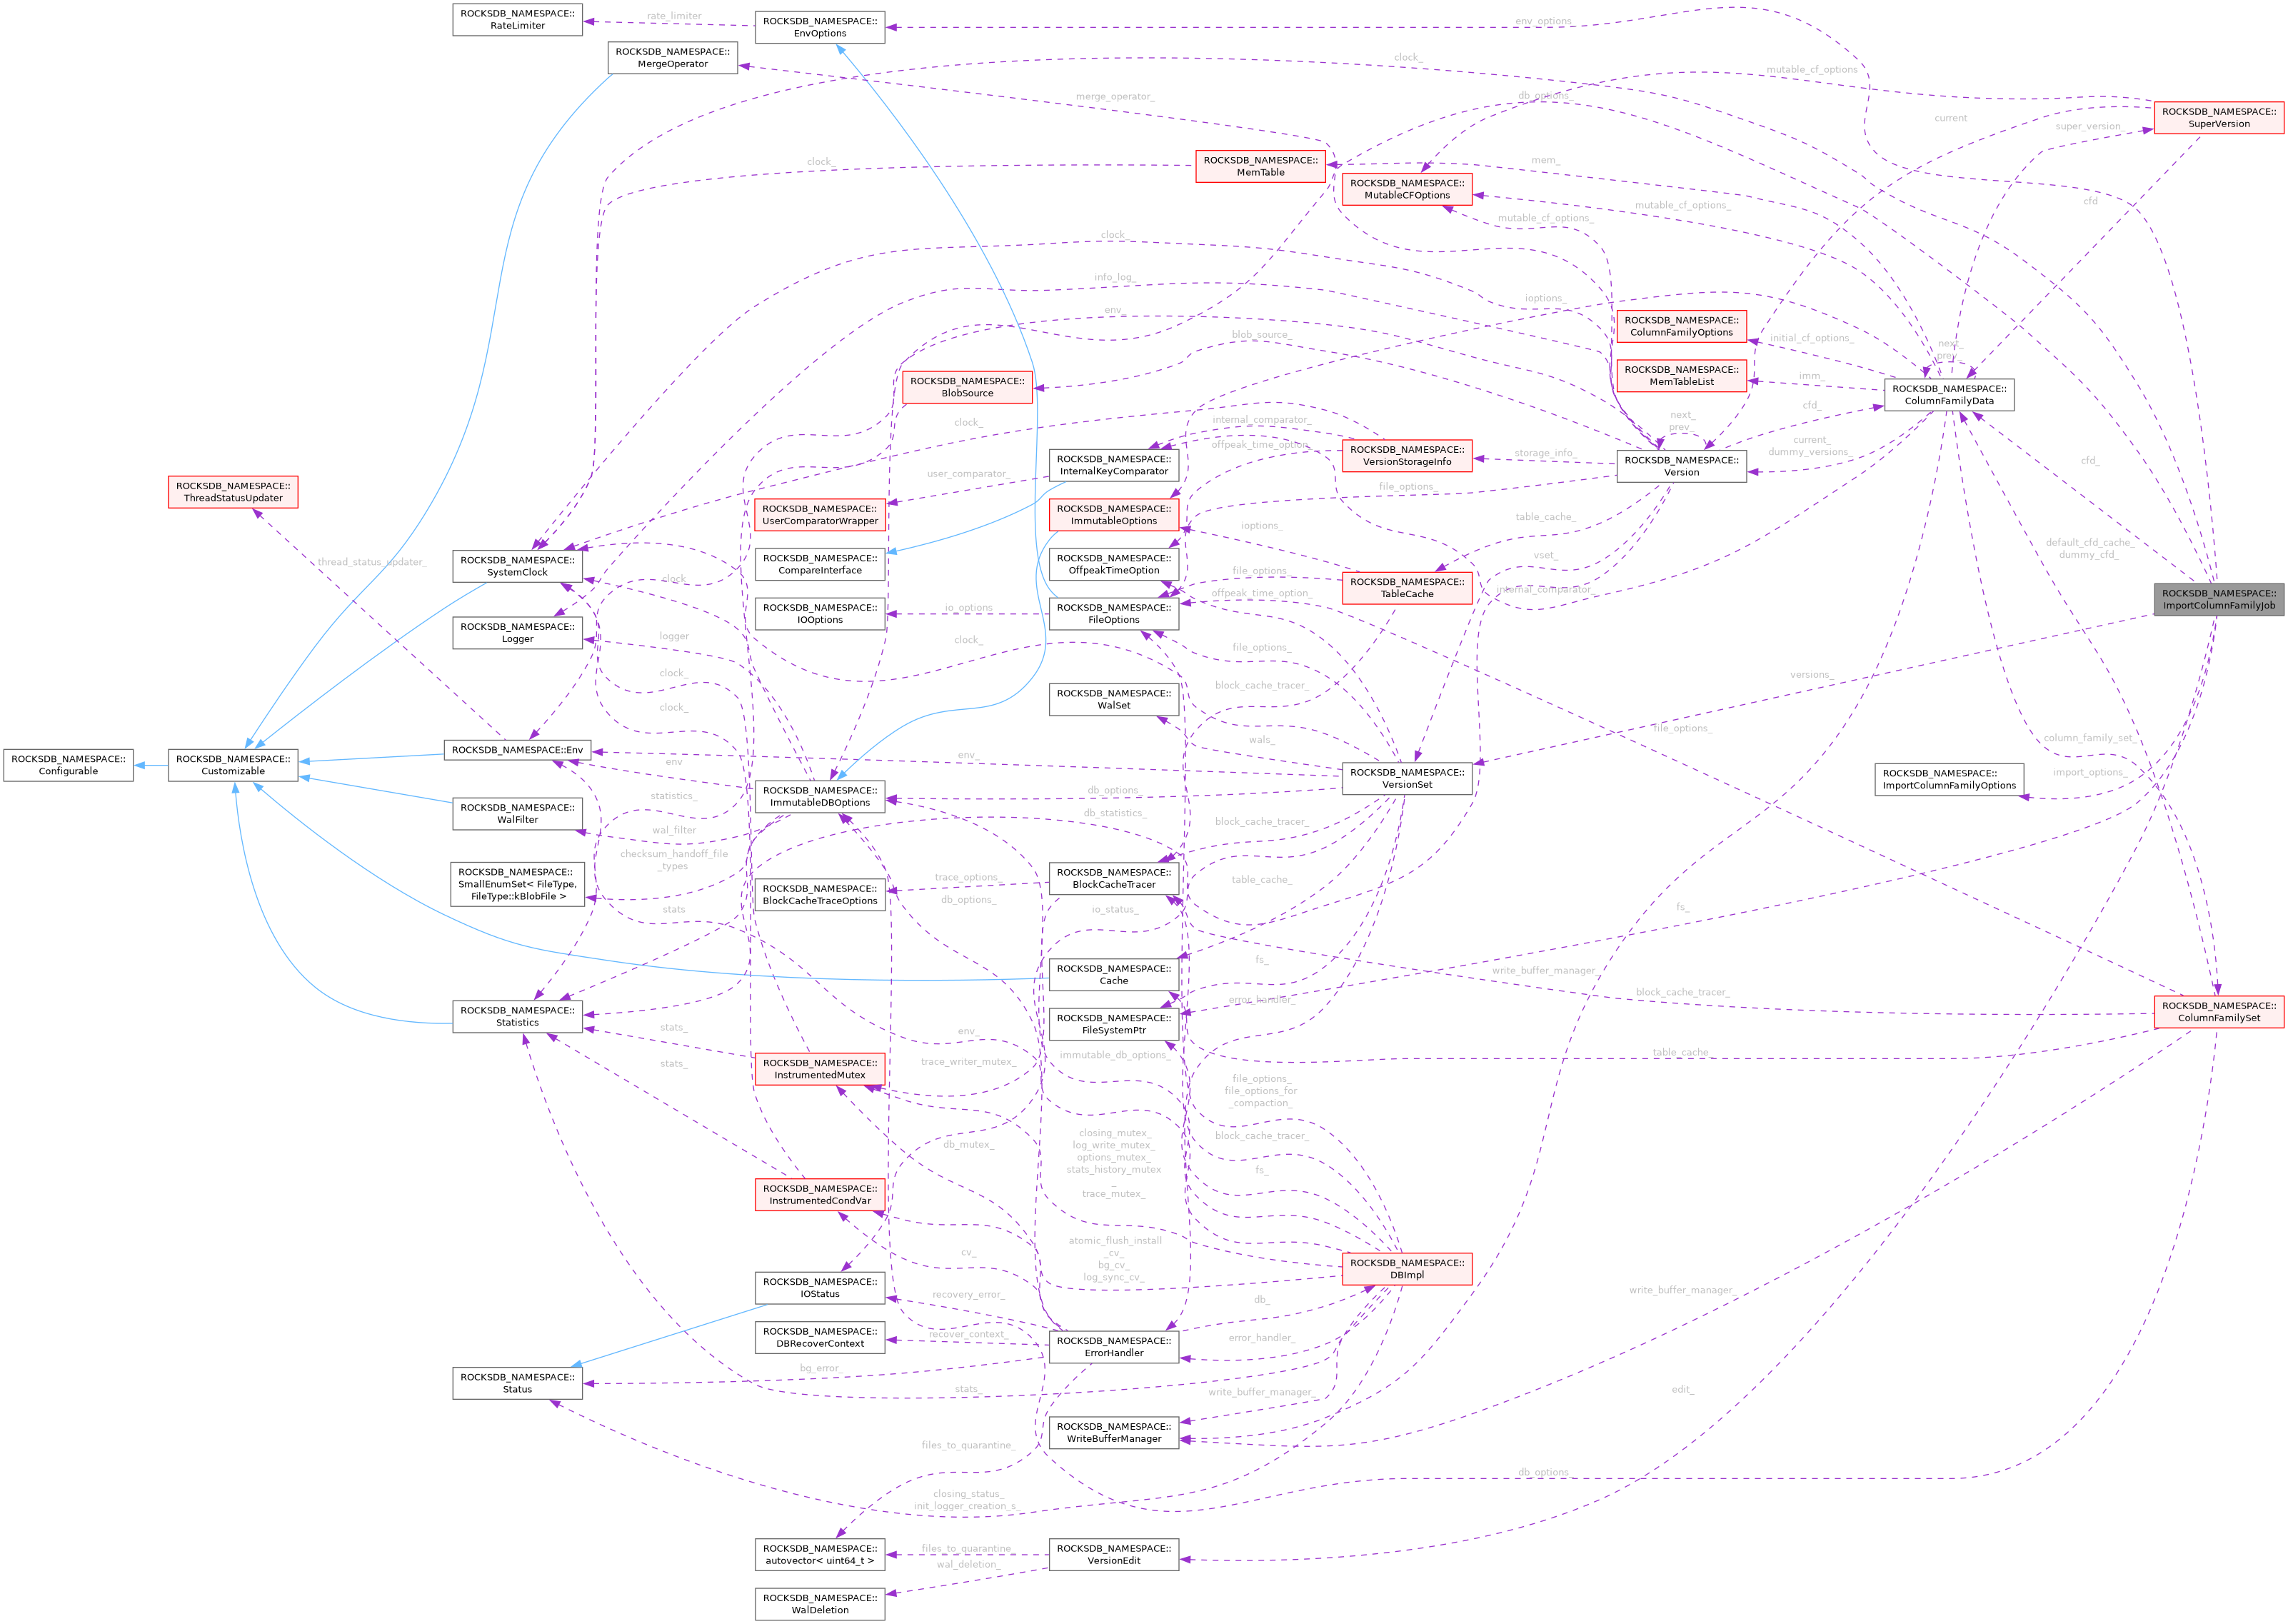 ROCKSDB_NAMESPACE::
RateLimiter
rate_limiter
ROCKSDB_NAMESPACE::
EnvOptions
env_options_
ROCKSDB_NAMESPACE::
MergeOperator
clock_
mutable_cf_options
merge_operator_
db_options_
ROCKSDB_NAMESPACE::
SuperVersion
current
super_version_
clock_
ROCKSDB_NAMESPACE::
MemTable
mem_
ROCKSDB_NAMESPACE::
MutableCFOptions
mutable_cf_options_
cfd
mutable_cf_options_
clock_
info_log_
env_
ioptions_
blob_source_
ROCKSDB_NAMESPACE::
ColumnFamilyOptions
initial_cf_options_
next_
prev_
ROCKSDB_NAMESPACE::
MemTableList
imm_
ROCKSDB_NAMESPACE::
ColumnFamilyData
ROCKSDB_NAMESPACE::
BlobSource
clock_
internal_comparator_
next_
prev_
cfd_
current_
dummy_versions_
offpeak_time_option_
ROCKSDB_NAMESPACE::
VersionStorageInfo
storage_info_
ROCKSDB_NAMESPACE::
Version
cfd_
ROCKSDB_NAMESPACE::
InternalKeyComparator
user_comparator_
file_options_
ROCKSDB_NAMESPACE::
ThreadStatusUpdater
ROCKSDB_NAMESPACE::
UserComparatorWrapper
ROCKSDB_NAMESPACE::
ImmutableOptions
ioptions_
table_cache_
thread_status_updater_
ROCKSDB_NAMESPACE::
SystemClock
ROCKSDB_NAMESPACE::
CompareInterface
ROCKSDB_NAMESPACE::
OffpeakTimeOption
vset_
default_cfd_cache_
dummy_cfd_
clock
file_options_
ROCKSDB_NAMESPACE::
TableCache
internal_comparator_
ROCKSDB_NAMESPACE::
ImportColumnFamilyJob
offpeak_time_option_
ROCKSDB_NAMESPACE::
IOOptions
io_options
ROCKSDB_NAMESPACE::
FileOptions
ROCKSDB_NAMESPACE::
Logger
logger
clock_
file_options_
clock_
block_cache_tracer_
versions_
ROCKSDB_NAMESPACE::
WalSet
clock_
wals_
file_options_
column_family_set_
ROCKSDB_NAMESPACE::
Configurable
ROCKSDB_NAMESPACE::
Customizable
ROCKSDB_NAMESPACE::Env
env
env_
ROCKSDB_NAMESPACE::
VersionSet
ROCKSDB_NAMESPACE::
ImportColumnFamilyOptions
import_options_
statistics_
ROCKSDB_NAMESPACE::
ImmutableDBOptions
db_options_
ROCKSDB_NAMESPACE::
WalFilter
wal_filter
db_statistics_
block_cache_tracer_
checksum_handoff_file
_types
ROCKSDB_NAMESPACE::
SmallEnumSet< FileType,
FileType::kBlobFile >
ROCKSDB_NAMESPACE::
BlockCacheTraceOptions
trace_options_
db_options_
ROCKSDB_NAMESPACE::
BlockCacheTracer
table_cache_
stats
io_status_
fs_
fs_
ROCKSDB_NAMESPACE::
Cache
write_buffer_manager_
block_cache_tracer_
ROCKSDB_NAMESPACE::
Statistics
error_handler_
ROCKSDB_NAMESPACE::
FileSystemPtr
ROCKSDB_NAMESPACE::
ColumnFamilySet
stats_
env_
stats_
ROCKSDB_NAMESPACE::
InstrumentedMutex
trace_writer_mutex_
immutable_db_options_
table_cache_
file_options_
file_options_for
_compaction_
block_cache_tracer_
db_mutex_
closing_mutex_
log_write_mutex_
options_mutex_
stats_history_mutex
_
trace_mutex_
fs_
ROCKSDB_NAMESPACE::
InstrumentedCondVar
cv_
atomic_flush_install
_cv_
bg_cv_
log_sync_cv_
ROCKSDB_NAMESPACE::
DBImpl
ROCKSDB_NAMESPACE::
IOStatus
recovery_error_
db_
write_buffer_manager_
ROCKSDB_NAMESPACE::
DBRecoverContext
recover_context_
ROCKSDB_NAMESPACE::
ErrorHandler
error_handler_
ROCKSDB_NAMESPACE::
Status
bg_error_
stats_
write_buffer_manager_
edit_
ROCKSDB_NAMESPACE::
WriteBufferManager
files_to_quarantine_
db_options_
closing_status_
init_logger_creation_s_
ROCKSDB_NAMESPACE::
autovector< uint64_t >
files_to_quarantine_
ROCKSDB_NAMESPACE::
VersionEdit
wal_deletion_
ROCKSDB_NAMESPACE::
WalDeletion